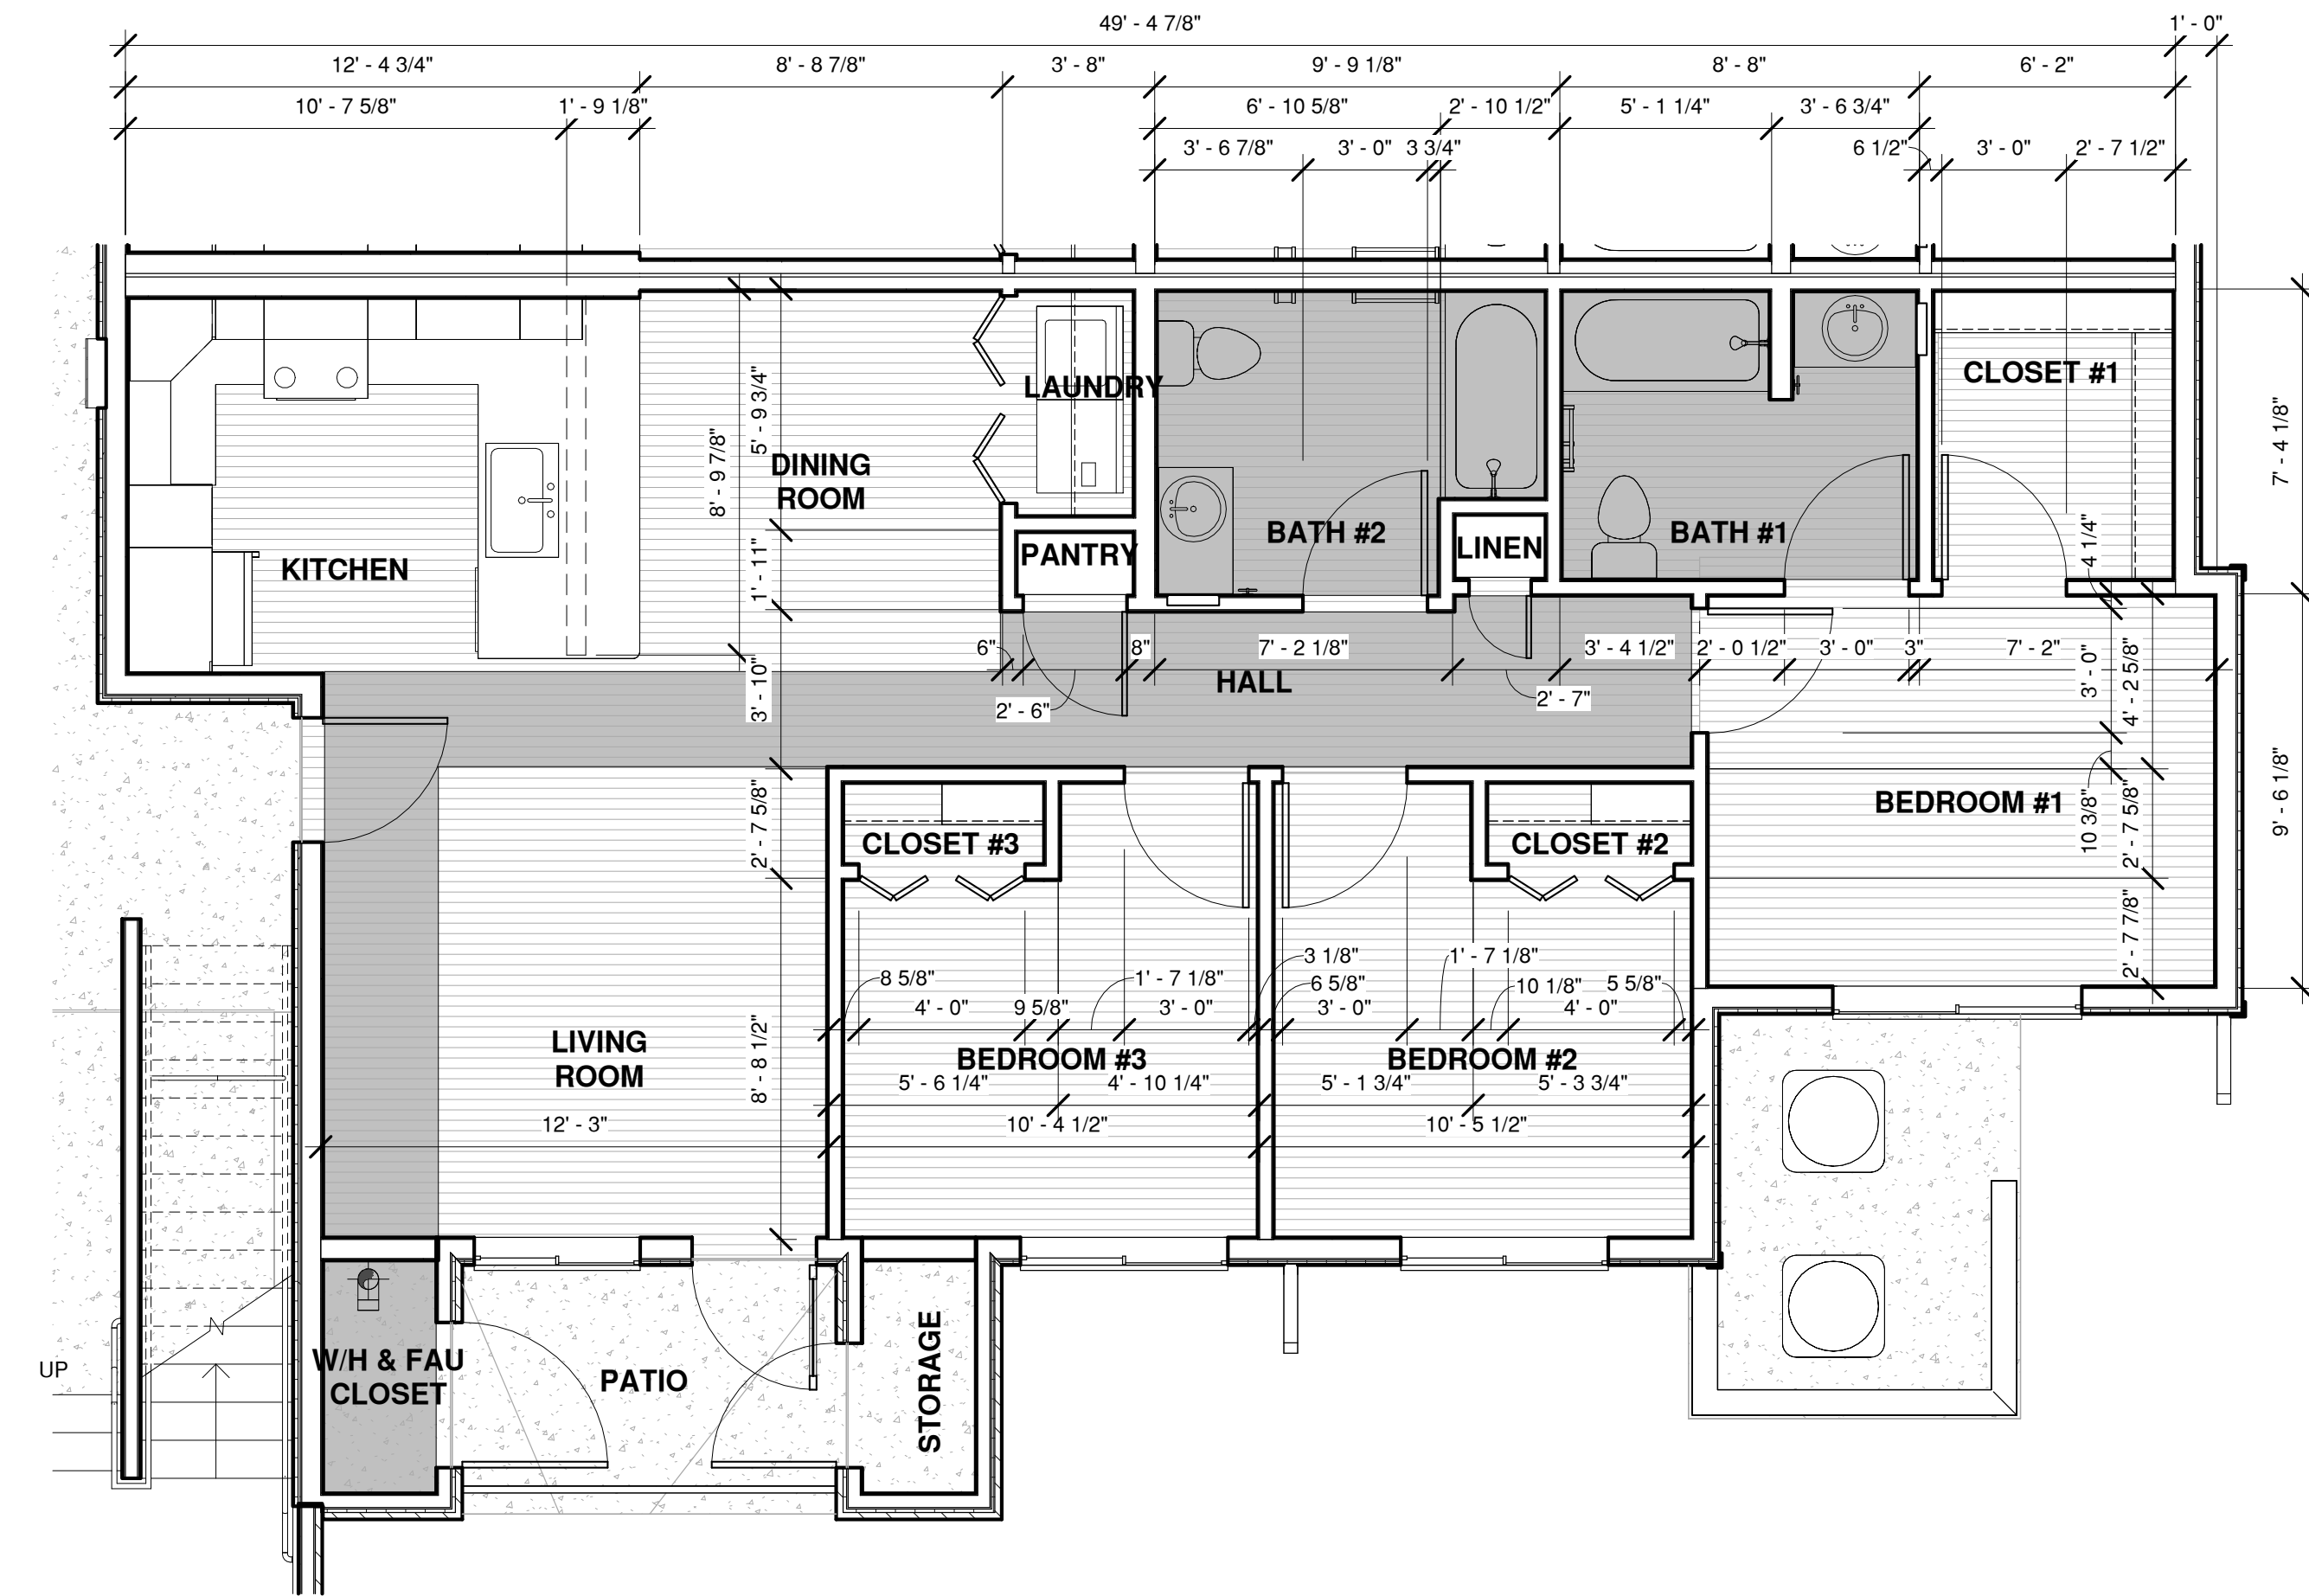 49' - 4 7/8"
1' - 0"
12' - 4 3/4"
8' - 8 7/8"
3' - 8"
9' - 9 1/8"
8' - 8"
6' - 2"
10' - 7 5/8"
1' - 9 1/8"
6' - 10 5/8"
2' - 10 1/2"
5' - 1 1/4"
3' - 6 3/4"
3' - 6 7/8"
3' - 0"
3 3/4"
6 1/2"
3' - 0"
2' - 7 1/2"
LAUNDRY
CLOSET #1
5' - 9 3/4"
8' - 9 7/8"
7' - 4 1/8"
DINING
ROOM
BATH #2
BATH #1
LINEN
PANTRY
KITCHEN
1' - 11"
4 1/4"
6"
8"
7' - 2 1/8"
3' - 4 1/2"
2' - 0 1/2"
3' - 0"
3"
7' - 2"
HALL
3' - 10"
2' - 6"
2' - 7"
3' - 0"
4' - 2 5/8"
9' - 6 1/8"
BEDROOM #1
10 3/8"
2' - 7 5/8"
2' - 7 5/8"
CLOSET #3
CLOSET #2
2' - 7 7/8"
8 5/8"
1' - 7 1/8"
3 1/8"
1' - 7 1/8"
6 5/8"
10 1/8"
5 5/8"
4' - 0"
9 5/8"
3' - 0"
3' - 0"
4' - 0"
LIVING
ROOM
8' - 8 1/2"
BEDROOM #3
BEDROOM #2
5' - 6 1/4"
4' - 10 1/4"
5' - 1 3/4"
5' - 3 3/4"
12' - 3"
10' - 4 1/2"
10' - 5 1/2"
UP
W/H & FAU
CLOSET
PATIO
STORAGE